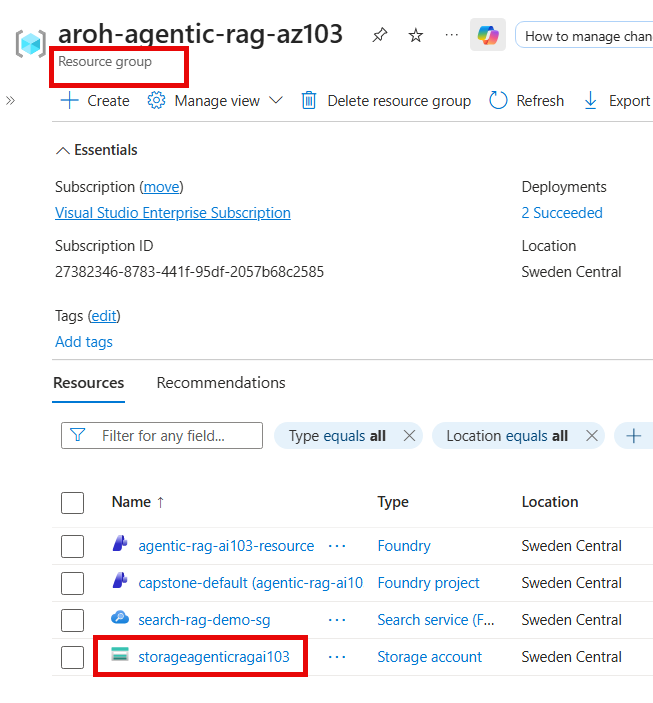 aroh-agentic-rag-az103
How to manage chan
Resource group
Create Manage view Delete resource group Refresh Export
Essentials
Subscription (move) Deployments
Visual Studio Enterprise Subscription 2 Succeeded
Subscription ID Location
27382346-8783-441f-95df-2057b68c2585 Sweden Central
Tags (edit)
Add tags
Resources Recommendations
Filter for any field... Type equals all Location equals all
Name ↑ Type Location
agentic-rag-ai103-resource ··· Foundry Sweden Central
capstone-default (agentic-rag-ai10 Foundry project Sweden Central
search-rag-demo-sg ··· Search service (F... Sweden Central
storageagenticragai103 ··· Storage account Sweden Central